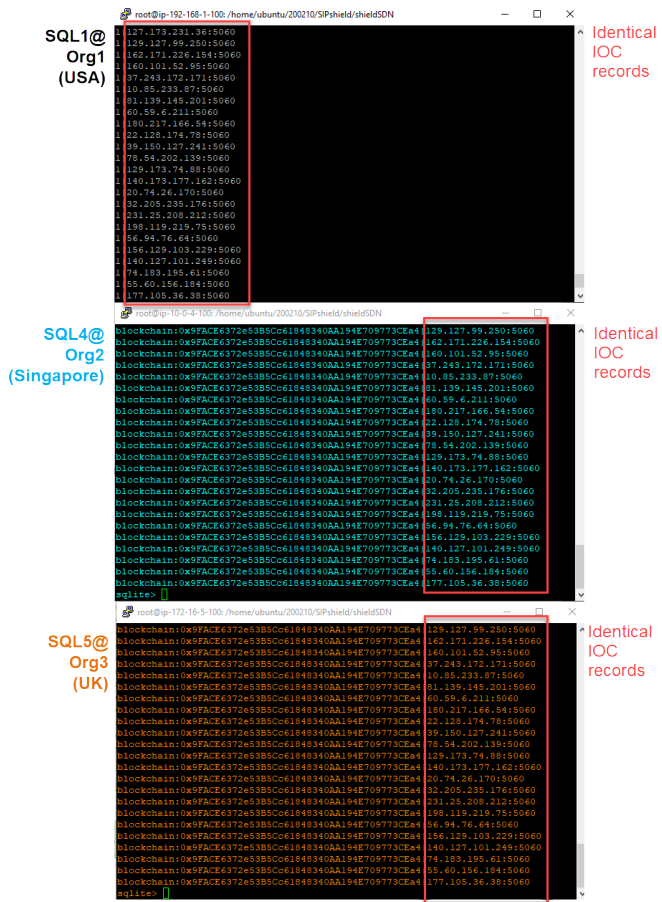 root@ip-192-168-1-100: /home/ubuntu/200210/SIPshield/shieldSDN
SQL1@
Org1
(USA)
1|127.173.231.36:5060
1|129.127.99.250:5060
1|162.171.226.154:5060
1|160.101.52.95:5060
1|37.243.172.171:5060
1|10.85.233.87:5060
1|81.139.145.201:5060
1|60.59.6.211:5060
1|180.217.166.54:5060
1|22.128.174.78:5060
1|39.150.127.241:5060
1|78.54.202.139:5060
1|129.173.74.88:5060
1|140.173.177.162:5060
1|20.74.26.170:5060
1|32.205.235.176:5060
1|231.25.208.212:5060
1|198.119.219.75:5060
1|56.94.76.64:5060
1|156.129.103.229:5060
1|140.127.101.249:5060
1|74.183.195.61:5060
1|55.60.156.184:5060
1|177.105.36.38:5060
Identical
IOC
records
root@ip-10-0-4-100: /home/ubuntu/200210/SIPshield/shieldSDN
SQL4@
Org2
(Singapore)
blockchain:0x9FACE6372e53B5Cc61848340AA194E709773CEa4|129.127.99.250:5060
blockchain:0x9FACE6372e53B5Cc61848340AA194E709773CEa4|162.171.226.154:5060
blockchain:0x9FACE6372e53B5Cc61848340AA194E709773CEa4|160.101.52.95:5060
blockchain:0x9FACE6372e53B5Cc61848340AA194E709773CEa4|37.243.172.171:5060
blockchain:0x9FACE6372e53B5Cc61848340AA194E709773CEa4|10.85.233.87:5060
blockchain:0x9FACE6372e53B5Cc61848340AA194E709773CEa4|81.139.145.201:5060
blockchain:0x9FACE6372e53B5Cc61848340AA194E709773CEa4|60.59.6.211:5060
blockchain:0x9FACE6372e53B5Cc61848340AA194E709773CEa4|180.217.166.54:5060
blockchain:0x9FACE6372e53B5Cc61848340AA194E709773CEa4|22.128.174.78:5060
blockchain:0x9FACE6372e53B5Cc61848340AA194E709773CEa4|39.150.127.241:5060
blockchain:0x9FACE6372e53B5Cc61848340AA194E709773CEa4|78.54.202.139:5060
blockchain:0x9FACE6372e53B5Cc61848340AA194E709773CEa4|129.173.74.88:5060
blockchain:0x9FACE6372e53B5Cc61848340AA194E709773CEa4|140.173.177.162:5060
blockchain:0x9FACE6372e53B5Cc61848340AA194E709773CEa4|20.74.26.170:5060
blockchain:0x9FACE6372e53B5Cc61848340AA194E709773CEa4|32.205.235.176:5060
blockchain:0x9FACE6372e53B5Cc61848340AA194E709773CEa4|231.25.208.212:5060
blockchain:0x9FACE6372e53B5Cc61848340AA194E709773CEa4|198.119.219.75:5060
blockchain:0x9FACE6372e53B5Cc61848340AA194E709773CEa4|56.94.76.64:5060
blockchain:0x9FACE6372e53B5Cc61848340AA194E709773CEa4|156.129.103.229:5060
blockchain:0x9FACE6372e53B5Cc61848340AA194E709773CEa4|140.127.101.249:5060
blockchain:0x9FACE6372e53B5Cc61848340AA194E709773CEa4|74.183.195.61:5060
blockchain:0x9FACE6372e53B5Cc61848340AA194E709773CEa4|55.60.156.184:5060
blockchain:0x9FACE6372e53B5Cc61848340AA194E709773CEa4|177.105.36.38:5060
sqlite>
Identical
IOC
records
root@ip-172-16-5-100: /home/ubuntu/200210/SIPshield/shieldSDN
SQL5@
Org3
(UK)
blockchain:0x9FACE6372e53B5Cc61848340AA194E709773CEa4|129.127.99.250:5060
blockchain:0x9FACE6372e53B5Cc61848340AA194E709773CEa4|162.171.226.154:5060
blockchain:0x9FACE6372e53B5Cc61848340AA194E709773CEa4|160.101.52.95:5060
blockchain:0x9FACE6372e53B5Cc61848340AA194E709773CEa4|37.243.172.171:5060
blockchain:0x9FACE6372e53B5Cc61848340AA194E709773CEa4|10.85.233.87:5060
blockchain:0x9FACE6372e53B5Cc61848340AA194E709773CEa4|81.139.145.201:5060
blockchain:0x9FACE6372e53B5Cc61848340AA194E709773CEa4|60.59.6.211:5060
blockchain:0x9FACE6372e53B5Cc61848340AA194E709773CEa4|180.217.166.54:5060
blockchain:0x9FACE6372e53B5Cc61848340AA194E709773CEa4|22.128.174.78:5060
blockchain:0x9FACE6372e53B5Cc61848340AA194E709773CEa4|39.150.127.241:5060
blockchain:0x9FACE6372e53B5Cc61848340AA194E709773CEa4|78.54.202.139:5060
blockchain:0x9FACE6372e53B5Cc61848340AA194E709773CEa4|129.173.74.88:5060
blockchain:0x9FACE6372e53B5Cc61848340AA194E709773CEa4|140.173.177.162:5060
blockchain:0x9FACE6372e53B5Cc61848340AA194E709773CEa4|20.74.26.170:5060
blockchain:0x9FACE6372e53B5Cc61848340AA194E709773CEa4|32.205.235.176:5060
blockchain:0x9FACE6372e53B5Cc61848340AA194E709773CEa4|231.25.208.212:5060
blockchain:0x9FACE6372e53B5Cc61848340AA194E709773CEa4|198.119.219.75:5060
blockchain:0x9FACE6372e53B5Cc61848340AA194E709773CEa4|56.94.76.64:5060
blockchain:0x9FACE6372e53B5Cc61848340AA194E709773CEa4|156.129.103.229:5060
blockchain:0x9FACE6372e53B5Cc61848340AA194E709773CEa4|140.127.101.249:5060
blockchain:0x9FACE6372e53B5Cc61848340AA194E709773CEa4|74.183.195.61:5060
blockchain:0x9FACE6372e53B5Cc61848340AA194E709773CEa4|55.60.156.184:5060
blockchain:0x9FACE6372e53B5Cc61848340AA194E709773CEa4|177.105.36.38:5060
sqlite>
Identical
IOC
records